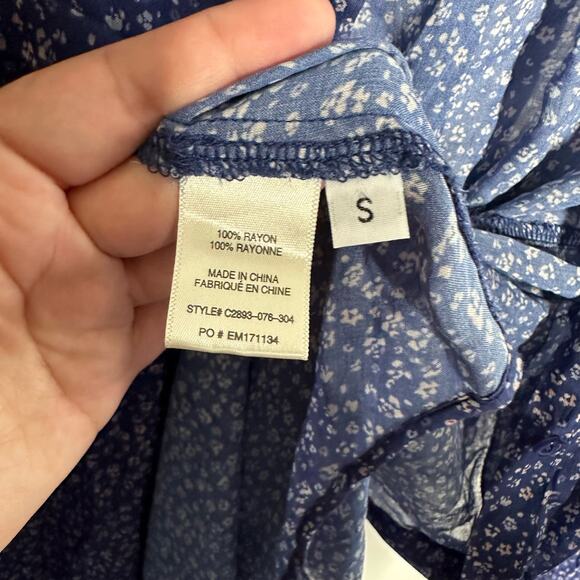 100% RAYON
100% RAYONNE
MADE IN CHINA
FABRIQUÉ EN CHINE
STYLE# C2893-076-304
PO # EM171134
S